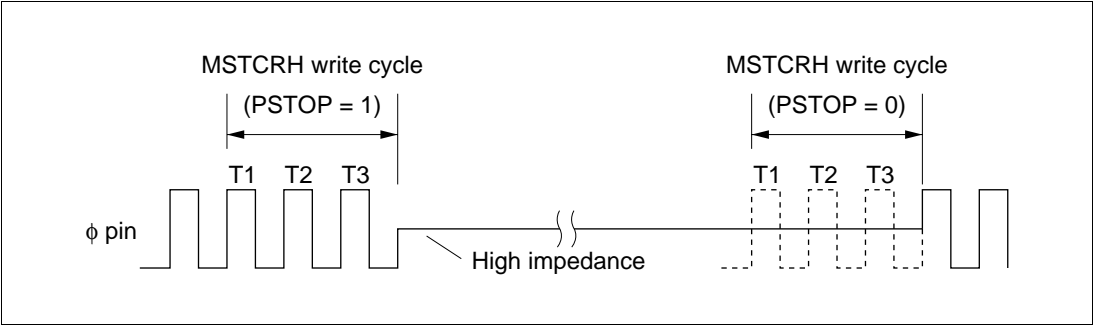 MSTCRH write cycle
(PSTOP = 1)
MSTCRH write cycle
(PSTOP = 0)
T1 T2 T3
T1 T2 T3
φ pin
High impedance